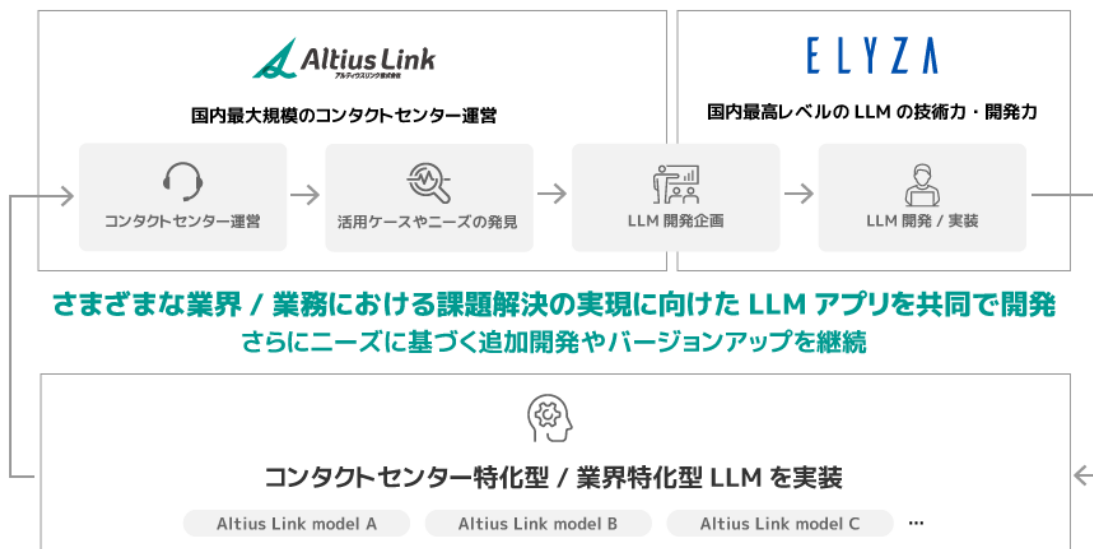 Altius Link
アルティウスリンク株式会社
国内最大規模のコンタクトセンター運営
ELYZA
国内最高レベルの LLM の技術力・開発力
コンタクトセンター運営
活用ケースやニーズの発見
LLM 開発企画
LLM 開発 / 実装
さまざまな業界 / 業務における課題解決の実現に向けた LLM アプリを共同で開発
さらにニーズに基づく追加開発やバージョンアップを継続
コンタクトセンター特化型 / 業界特化型 LLM を実装
Altius Link model A
Altius Link model B
Altius Link model C
…